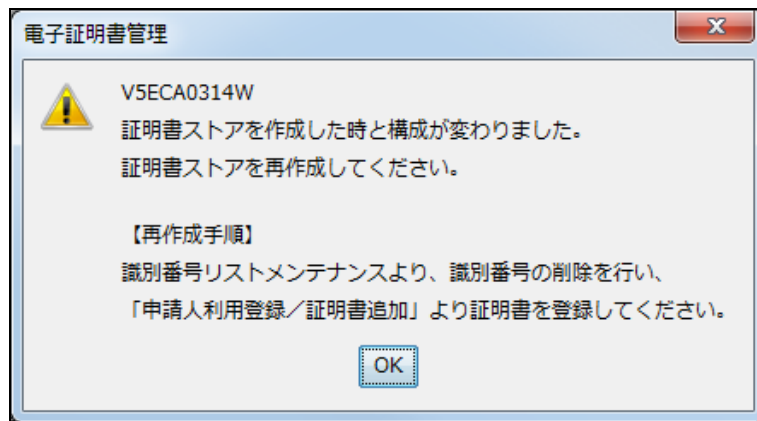 電子証明書管理
V5ECA0314W
証明書ストアを作成した時と構成が変わりました。
証明書ストアを再作成してください。
【再作成手順】
識別番号リストメンテナンスより、識別番号の削除を行い、
「申請人利用登録／証明書追加」より証明書を登録してください。
OK